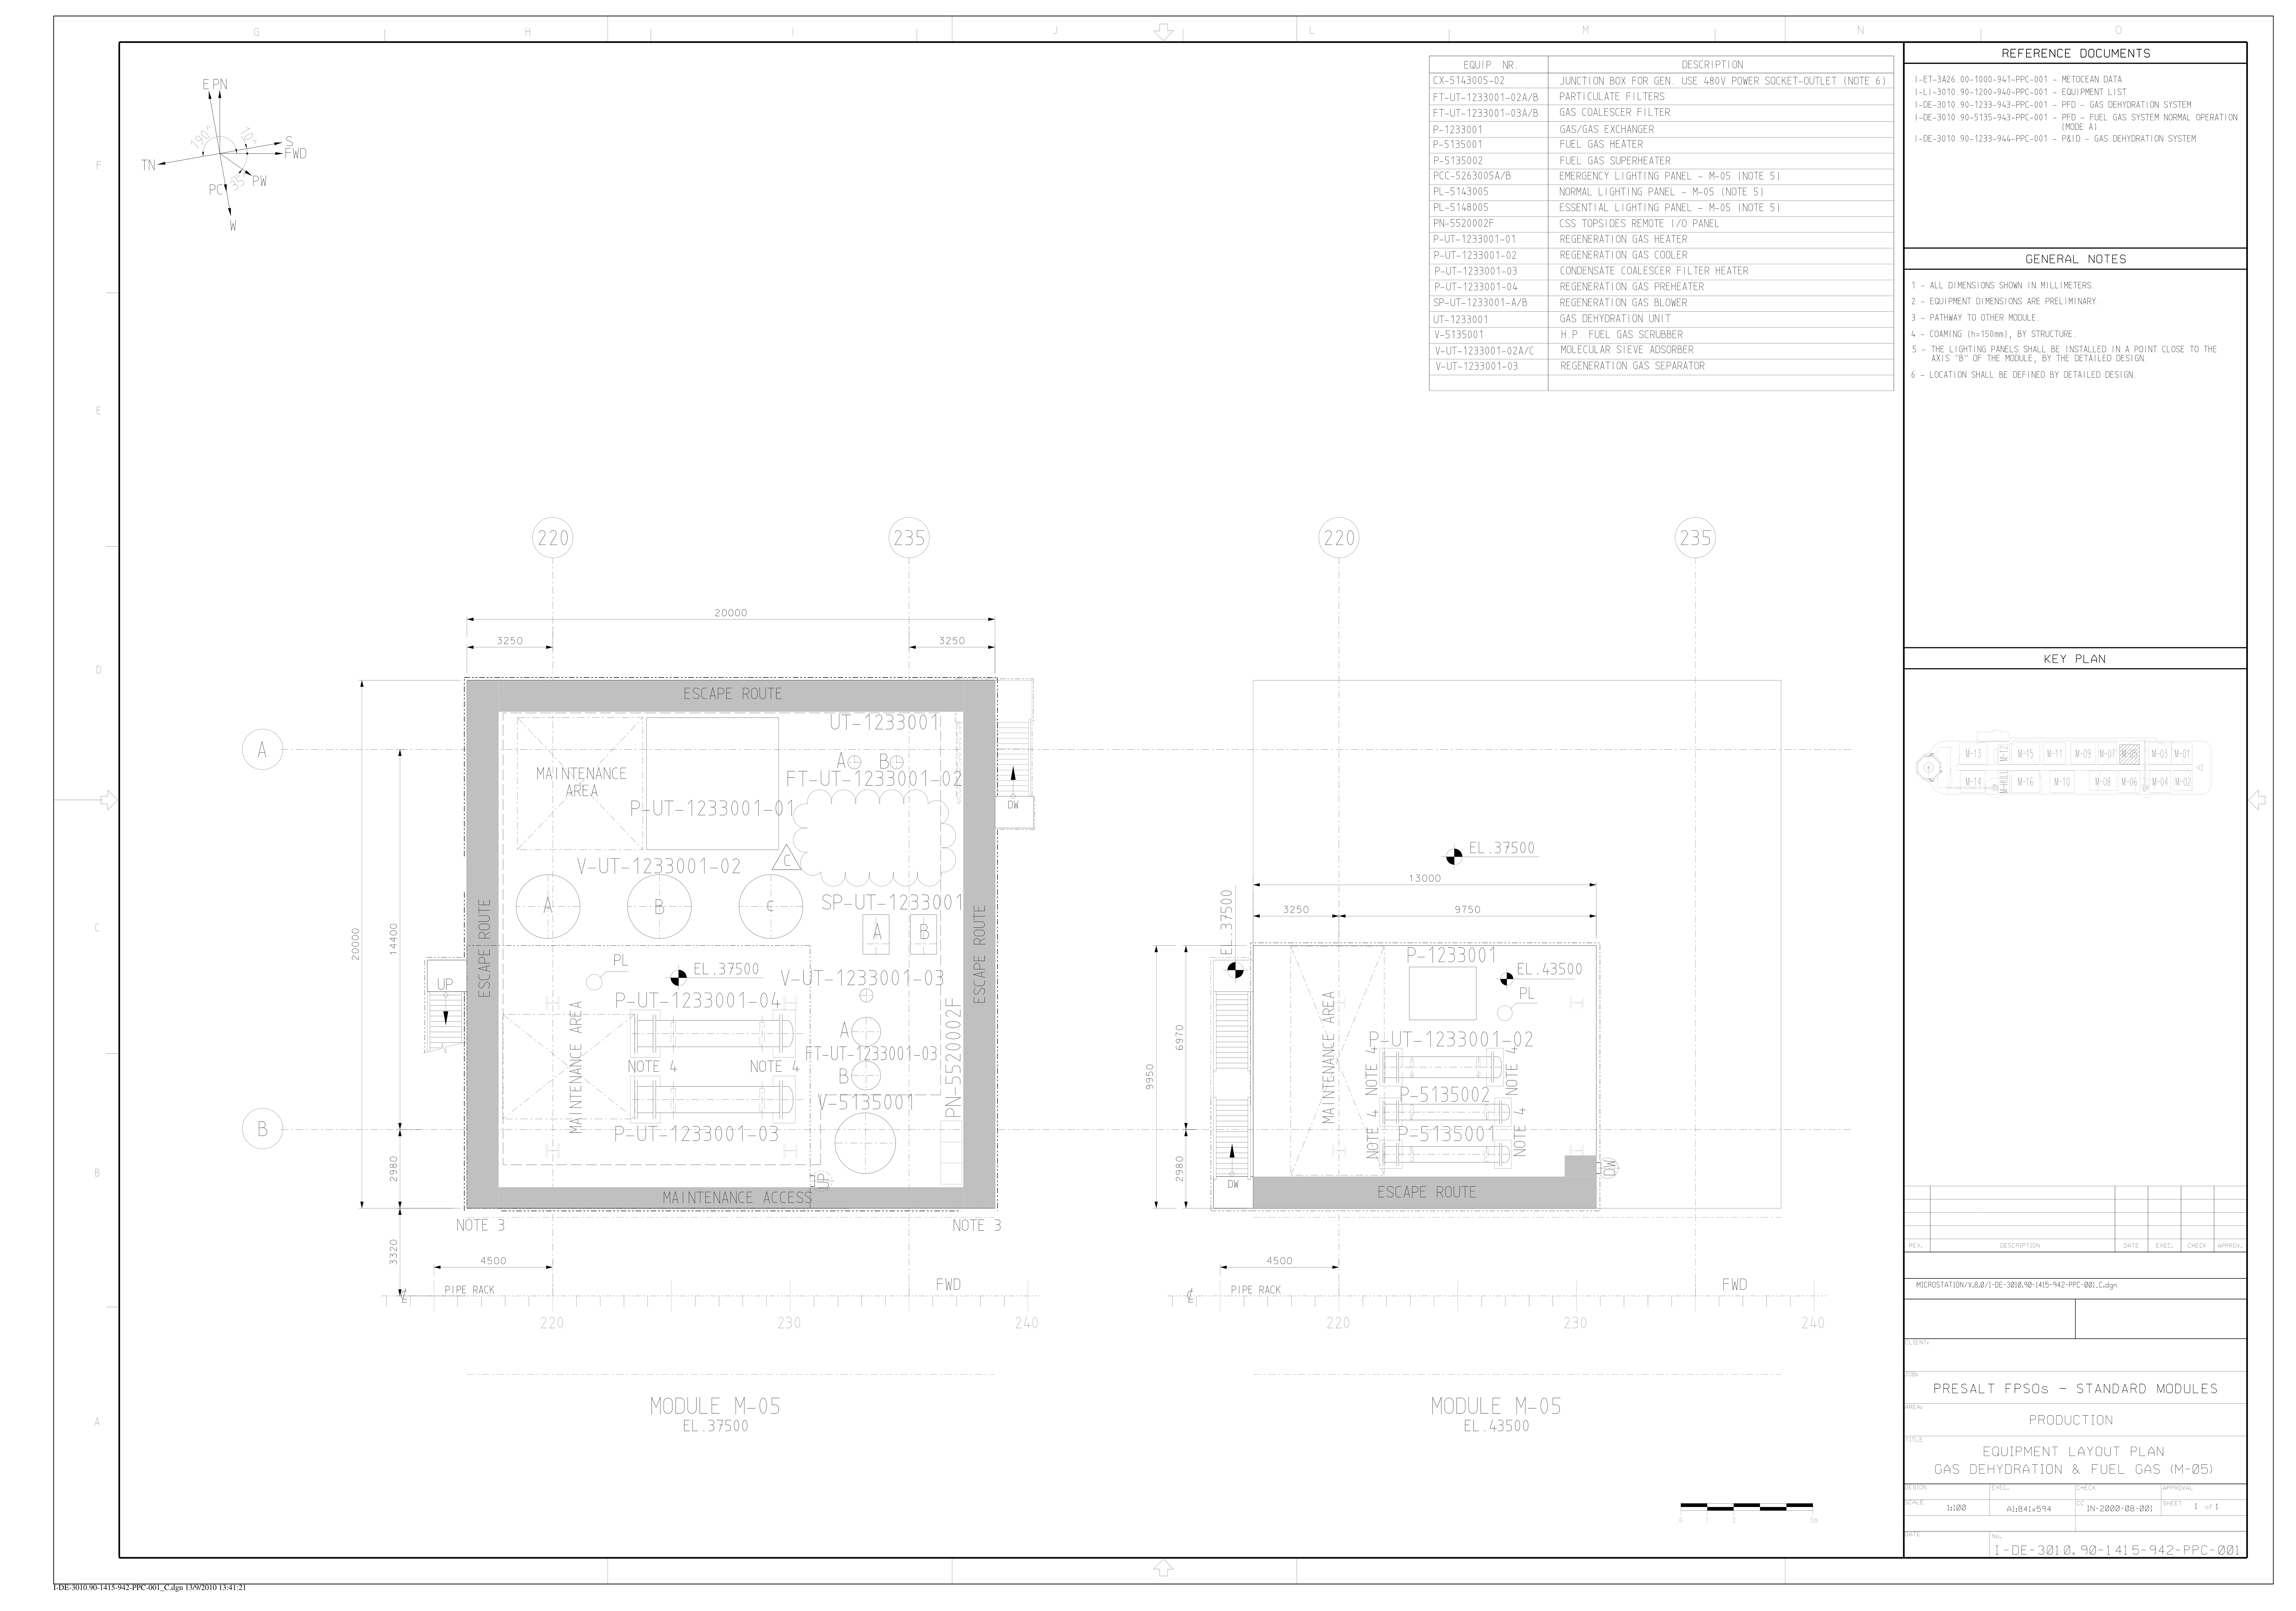 G H I J L M N O
F
E
D
C
B
A
E PN
190°
10°
S
FWD
TN
PC
35°
PW
W
EQUIP. NR. DESCRIPTION
CX-5143005-02 JUNCTION BOX FOR GEN. USE 480V POWER SOCKET-OUTLET (NOTE 6)
FT-UT-1233001-02A/B PARTICULATE FILTERS
FT-UT-1233001-03A/B GAS COALESCER FILTER
P-1233001 GAS/GAS EXCHANGER
P-5135001 FUEL GAS HEATER
P-5135002 FUEL GAS SUPERHEATER
PCC-5263005A/B EMERGENCY LIGHTING PANEL - M-05 (NOTE 5)
PL-5143005 NORMAL LIGHTING PANEL - M-05 (NOTE 5)
PL-5148005 ESSENTIAL LIGHTING PANEL - M-05 (NOTE 5)
PN-5520002F CSS TOPSIDES REMOTE I/O PANEL
P-UT-1233001-01 REGENERATION GAS HEATER
P-UT-1233001-02 REGENERATION GAS COOLER
P-UT-1233001-03 CONDENSATE COALESCER FILTER HEATER
P-UT-1233001-04 REGENERATION GAS PREHEATER
SP-UT-1233001-A/B REGENERATION GAS BLOWER
UT-1233001 GAS DEHYDRATION UNIT
V-5135001 H.P. FUEL GAS SCRUBBER
V-UT-1233001-02A/C MOLECULAR SIEVE ADSORBER
V-UT-1233001-03 REGENERATION GAS SEPARATOR
220 235
20000
3250 3250
ESCAPE ROUTE
UT-1233001
A B
FT-UT-1233001-02
MAINTENANCE
AREA
P-UT-1233001-01
DW
V-UT-1233001-02
C
SP-UT-1233001
A B C
A B
ESCAPE ROUTE
ESCAPE ROUTE
20000
14400
A
B
UP
PL
EL.37500
V-UT-1233001-03
P-UT-1233001-04
MAINTENANCE AREA
A
FT-UT-1233001-03
NOTE 4 NOTE 4
B
V-5135001
PN-5520002F
P-UT-1233001-03
2980
UP
MAINTENANCE ACCESS
NOTE 3 NOTE 3
3320
4500
PIPE RACK
FWD
220 230 240
MODULE M-05
EL.37500
220 235
EL.37500
13000
EL.37500
3250 9750
P-1233001
EL.43500
PL
MAINTENANCE AREA
6970
9950
P-UT-1233001-02
NOTE 4 NOTE 4
P-5135002
P-5135001
NOTE 4 NOTE 4
2980
DW
DW
ESCAPE ROUTE
4500
PIPE RACK
FWD
220 230 240
MODULE M-05
EL.43500
0 1 2 5m
REFERENCE DOCUMENTS
I-ET-3A26.00-1000-941-PPC-001 - METOCEAN DATA
I-LI-3010.90-1200-940-PPC-001 - EQUIPMENT LIST
I-DE-3010.90-1233-943-PPC-001 - PFD - GAS DEHYDRATION SYSTEM
I-DE-3010.90-5135-943-PPC-001 - PFD - FUEL GAS SYSTEM NORMAL OPERATION
(MODE A)
I-DE-3010.90-1233-944-PPC-001 - P&ID - GAS DEHYDRATION SYSTEM
GENERAL NOTES
1 - ALL DIMENSIONS SHOWN IN MILLIMETERS.
2 - EQUIPMENT DIMENSIONS ARE PRELIMINARY.
3 - PATHWAY TO OTHER MODULE.
4 - COAMING (h=150mm), BY STRUCTURE.
5 - THE LIGHTING PANELS SHALL BE INSTALLED IN A POINT CLOSE TO THE
AXIS "B" OF THE MODULE, BY THE DETAILED DESIGN.
6 - LOCATION SHALL BE DEFINED BY DETAILED DESIGN.
KEY PLAN
M-13 M-12 M-15 M-11 M-09 M-07 M-05 M-03 M-01
M-14 M-16 M-10 M-08 M-06 M-04 M-02
REV. DESCRIPTION DATE EXEC. CHECK APPROV.
MICROSTATION/V.8.0/I-DE-3010.90-1415-942-PPC-001_C.dgn
CLIENT:
JOB:
PRESALT FPSOs - STANDARD MODULES
AREA:
PRODUCTION
TITLE
EQUIPMENT LAYOUT PLAN
GAS DEHYDRATION & FUEL GAS (M-05)
DESIGN EXEC. CHECK APPROVAL
SCALE 1:100 A1:841x594 CC IN-2000-08-001 SHEET 1 of 1
DATE No.
I-DE-3010.90-1415-942-PPC-001
I-DE-3010.90-1415-942-PPC-001_C.dgn 13/9/2010 13:41:21